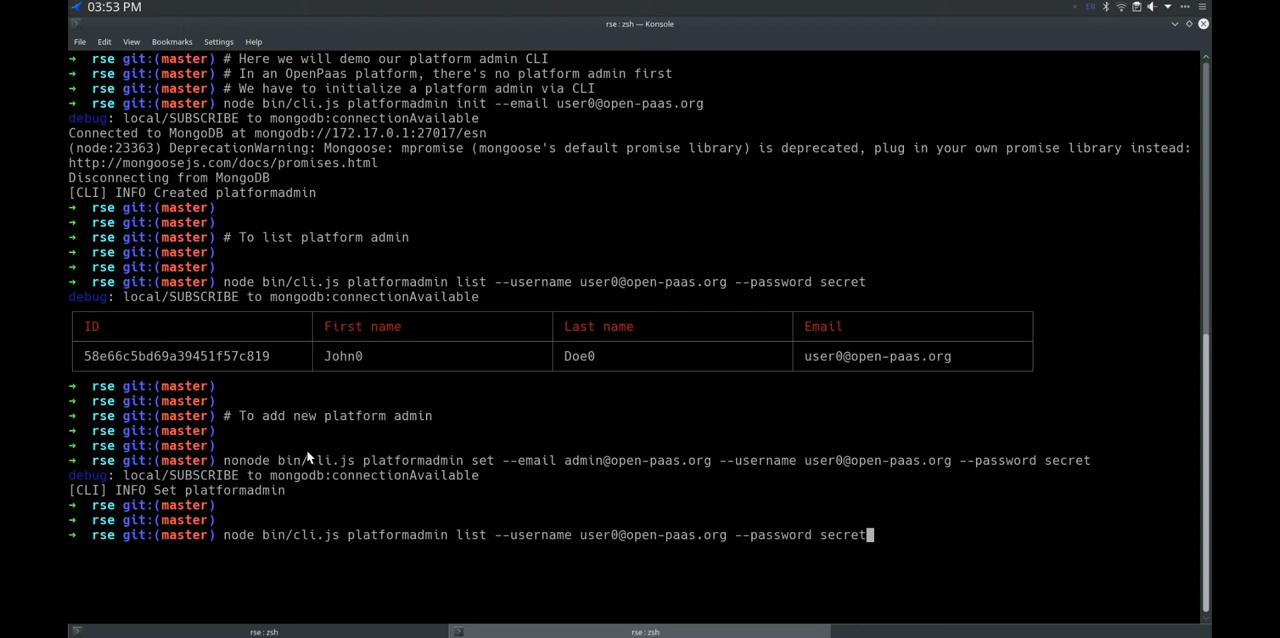 03:53 PM
EN
rse : zsh — Konsole
File Edit View Bookmarks Settings Help
➜ rse git:(master) # Here we will demo our platform admin CLI
➜ rse git:(master) # In an OpenPaas platform, there's no platform admin first
➜ rse git:(master) # We have to initialize a platform admin via CLI
➜ rse git:(master) node bin/cli.js platformadmin init --email user0@open-paas.org
debug: local/SUBSCRIBE to mongodb:connectionAvailable
Connected to MongoDB at mongodb://172.17.0.1:27017/esn
(node:23363) DeprecationWarning: Mongoose: mpromise (mongoose's default promise library) is deprecated, plug in your own promise library instead:
http://mongoosejs.com/docs/promises.html
Disconnecting from MongoDB
[CLI] INFO Created platformadmin
➜ rse git:(master)
➜ rse git:(master)
➜ rse git:(master) # To list platform admin
➜ rse git:(master)
➜ rse git:(master)
➜ rse git:(master) node bin/cli.js platformadmin list --username user0@open-paas.org --password secret
debug: local/SUBSCRIBE to mongodb:connectionAvailable
ID First name Last name Email
58e66c5bd69a39451f57c819 John0 Doe0 user0@open-paas.org
➜ rse git:(master)
➜ rse git:(master)
➜ rse git:(master) # To add new platform admin
➜ rse git:(master)
➜ rse git:(master)
➜ rse git:(master) nonode bin/cli.js platformadmin set --email admin@open-paas.org --username user0@open-paas.org --password secret
debug: local/SUBSCRIBE to mongodb:connectionAvailable
[CLI] INFO Set platformadmin
➜ rse git:(master)
➜ rse git:(master)
➜ rse git:(master) node bin/cli.js platformadmin list --username user0@open-paas.org --password secret
rse : zsh rse : zsh